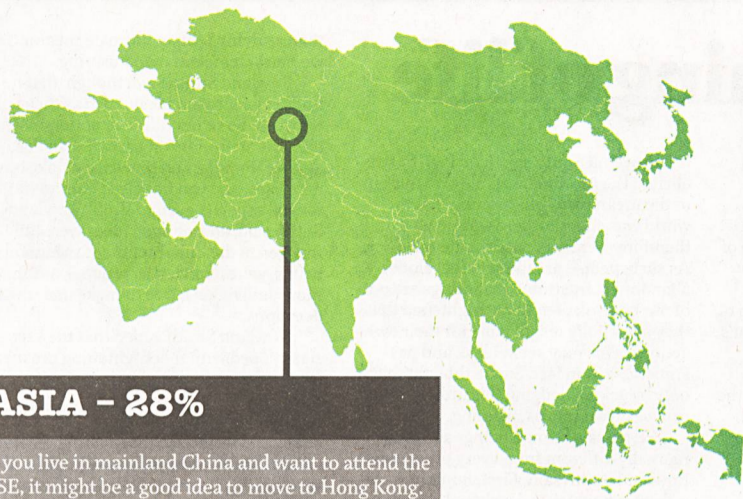 ASIA – 28%
you live in mainland China and want to attend the
SE, it might be a good idea to move to Hong Kong.